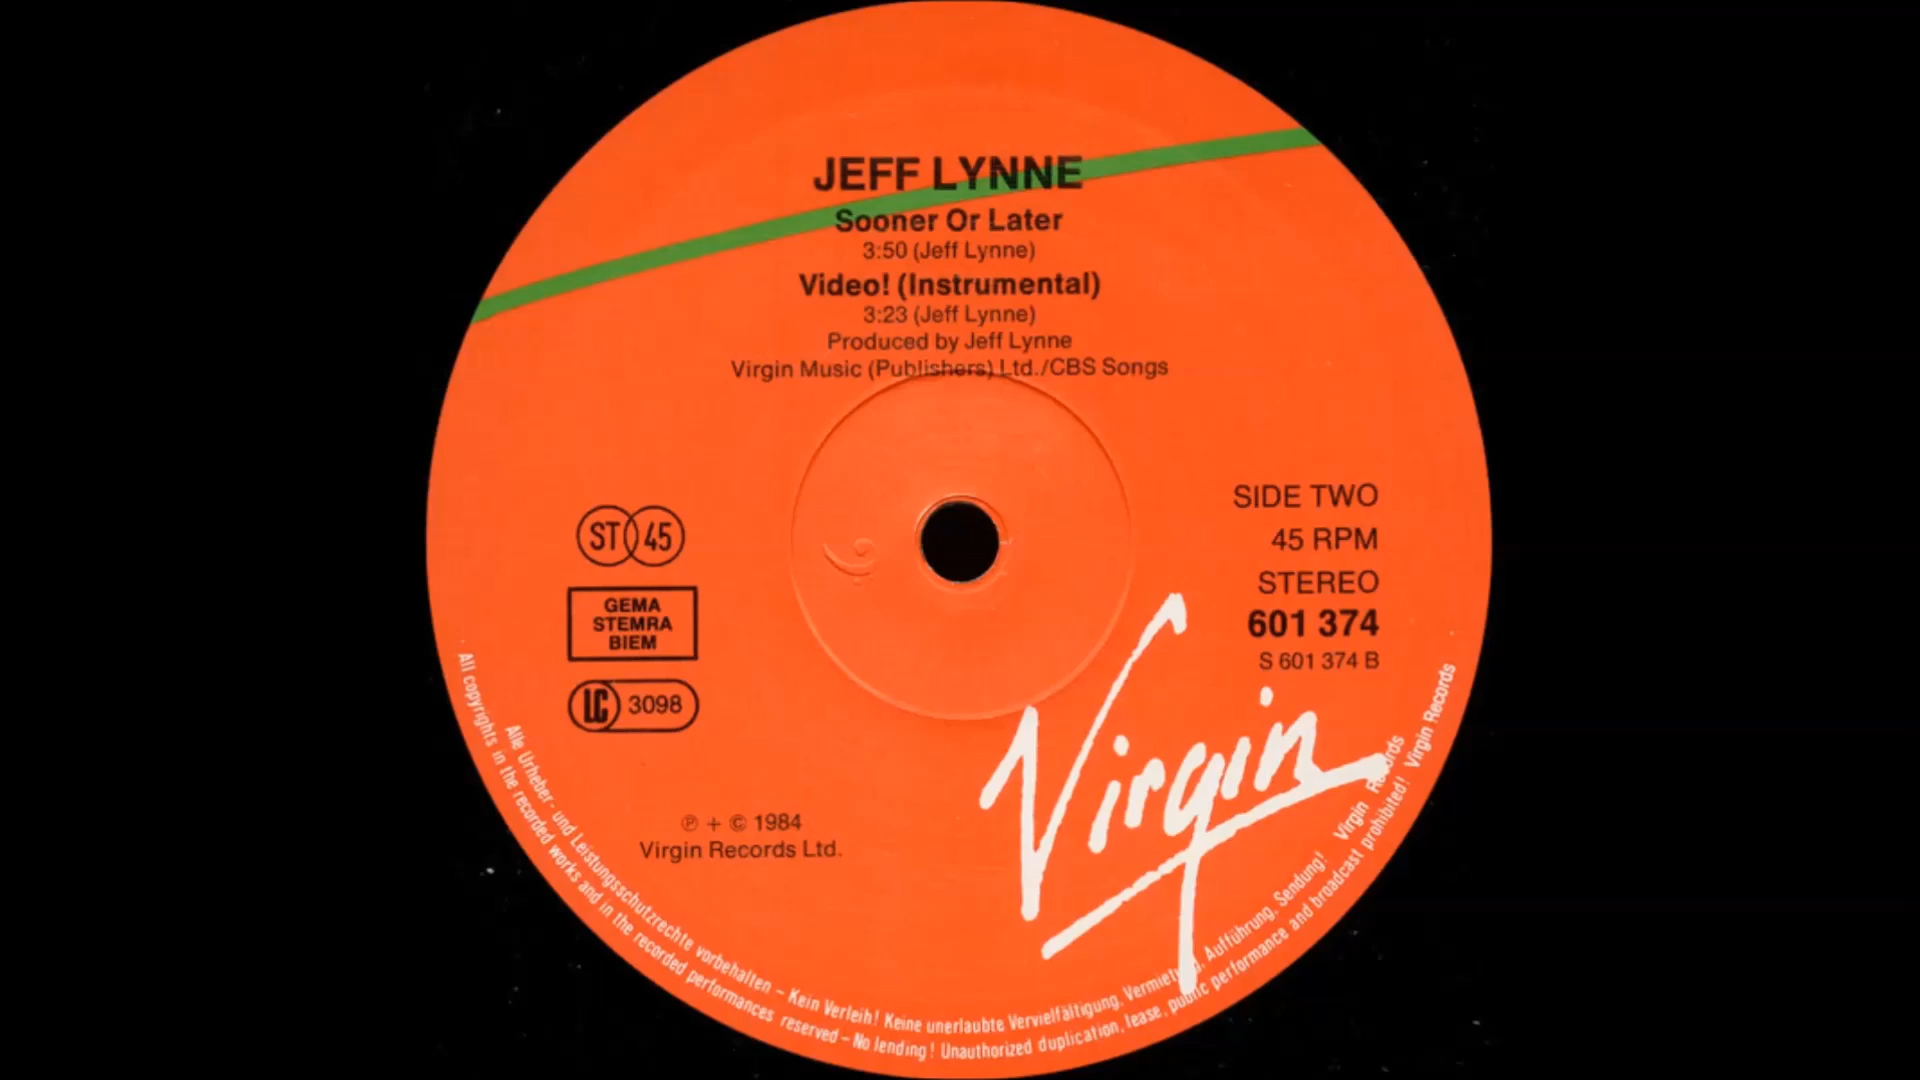 JEFF LYNNE
Sooner Or Later
3:50 (Jeff Lynne)
Video! (Instrumental)
3:23 (Jeff Lynne)
Produced by Jeff Lynne
Virgin Music (Publishers) Ltd./CBS Songs
ST 45
GEMA
STEMRA
BIEM
LC 3098
SIDE TWO
45 RPM
STEREO
601 374
S 601 374 B
Virgin
℗ + © 1984
Virgin Records Ltd.
Alle Urheber- und Leistungsschutzrechte vorbehalten – Kein Verleih! Keine unerlaubte Vervielfältigung, Vermietung, Aufführung, Sendung! Virgin Records
All copyrights in the recorded works and in the recorded performances reserved – No lending! Unauthorized duplication, lease, public performance and broadcast prohibited! Virgin Records